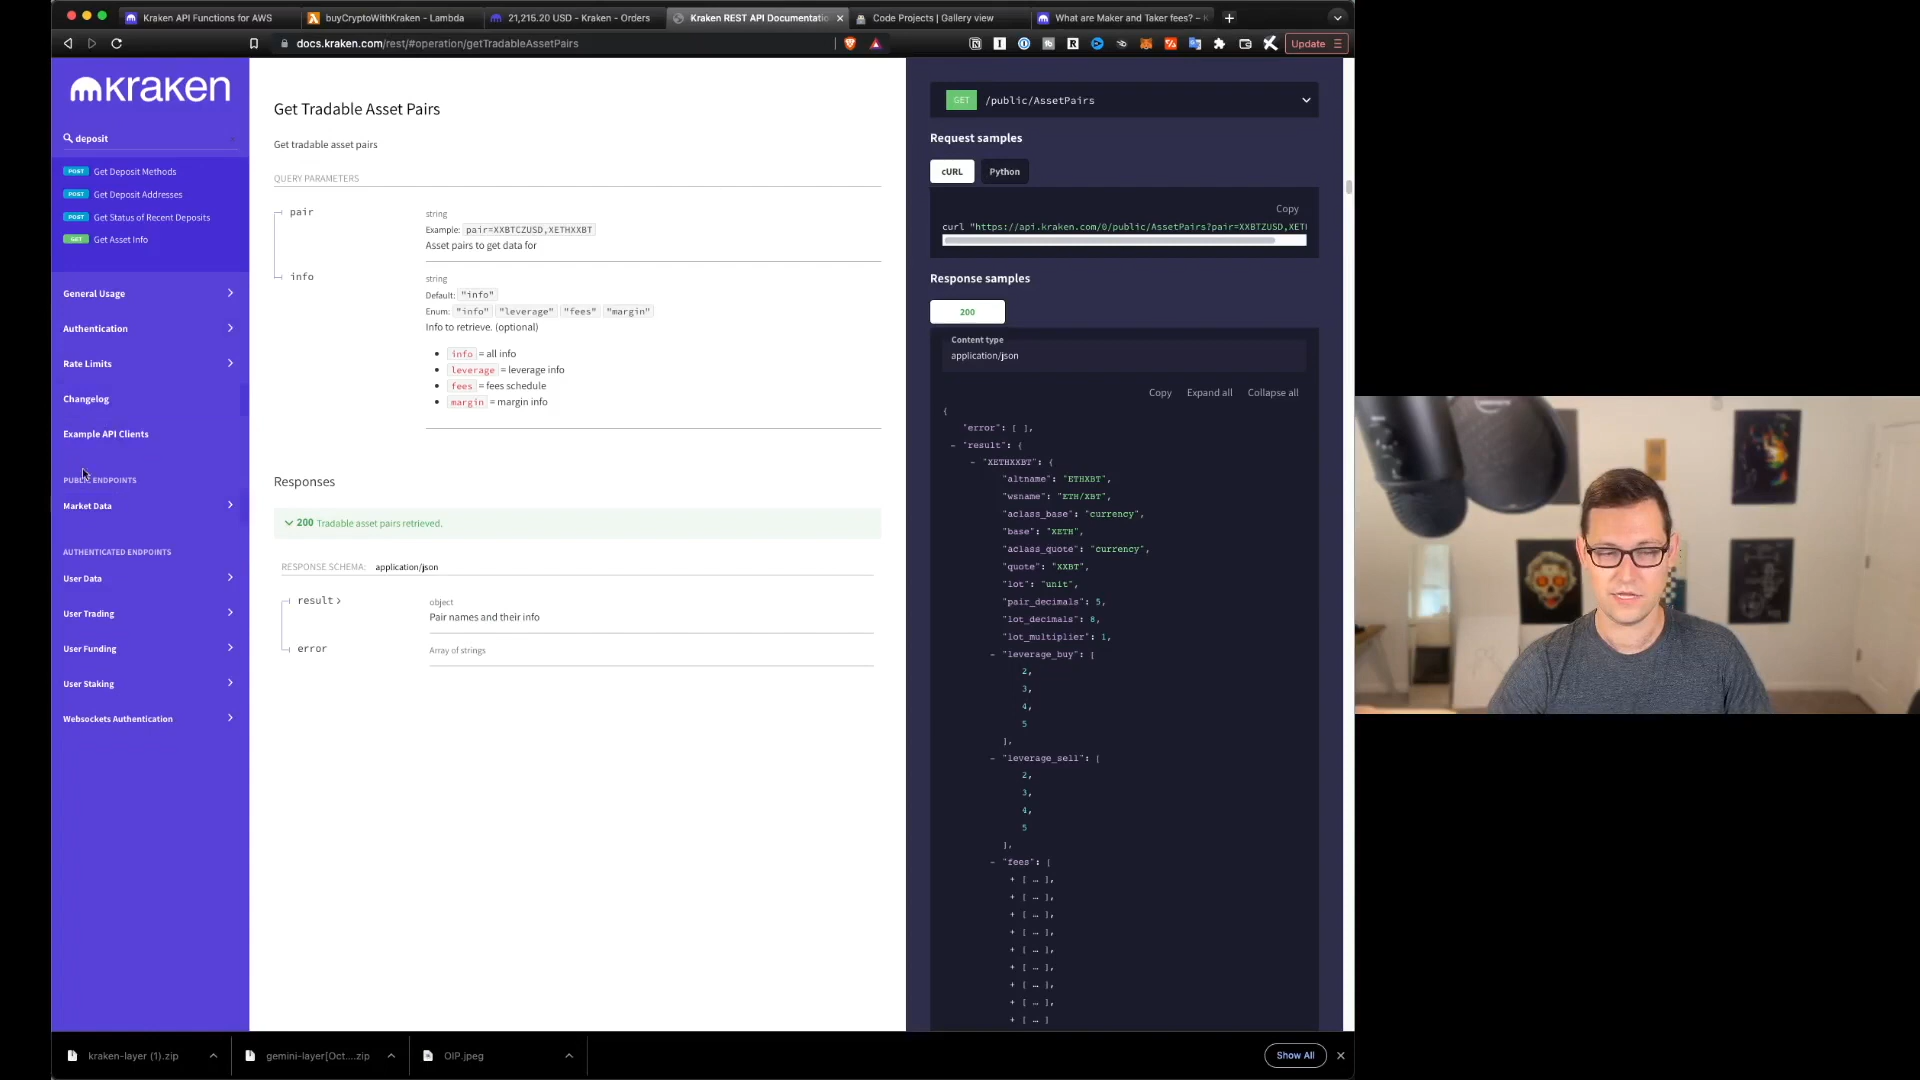 Kraken API Functions for AWS
buyCryptoWithKraken - Lambda
21,215.20 USD - Kraken - Orders
Kraken REST API Documentatio
Code Projects | Gallery view
What are Maker and Taker fees? – K
docs.kraken.com/rest/#operation/getTradableAssetPairs
Update
kraken
deposit
POST Get Deposit Methods
POST Get Deposit Addresses
POST Get Status of Recent Deposits
GET Get Asset Info
General Usage
Authentication
Rate Limits
Changelog
Example API Clients
PUBLIC ENDPOINTS
Market Data
AUTHENTICATED ENDPOINTS
User Data
User Trading
User Funding
User Staking
Websockets Authentication
Get Tradable Asset Pairs
Get tradable asset pairs
QUERY PARAMETERS
pair
string
Example: pair=XXBTCZUSD,XETHXXBT
Asset pairs to get data for
info
string
Default: "info"
Enum: "info" "leverage" "fees" "margin"
Info to retrieve. (optional)
• info = all info
• leverage = leverage info
• fees = fees schedule
• margin = margin info
Responses
200 Tradable asset pairs retrieved.
RESPONSE SCHEMA: application/json
result >
object
Pair names and their info
error
Array of strings
GET /public/AssetPairs
Request samples
cURL Python
Copy
curl "https://api.kraken.com/0/public/AssetPairs?pair=XXBTZUSD,XETH
Response samples
200
Content type
application/json
Copy Expand all Collapse all
{
"error": [ ],
- "result": {
- "XETHXXBT": {
"altname": "ETHXBT",
"wsname": "ETH/XBT",
"aclass_base": "currency",
"base": "XETH",
"aclass_quote": "currency",
"quote": "XXBT",
"lot": "unit",
"pair_decimals": 5,
"lot_decimals": 8,
"lot_multiplier": 1,
- "leverage_buy": [
2,
3,
4,
5
],
- "leverage_sell": [
2,
3,
4,
5
],
- "fees": [
+ [ … ],
+ [ … ],
+ [ … ],
+ [ … ],
+ [ … ],
+ [ … ],
+ [ … ],
+ [ … ],
+ [ … ]
kraken-layer (1).zip
gemini-layer[Oct....zip
OIP.jpeg
Show All